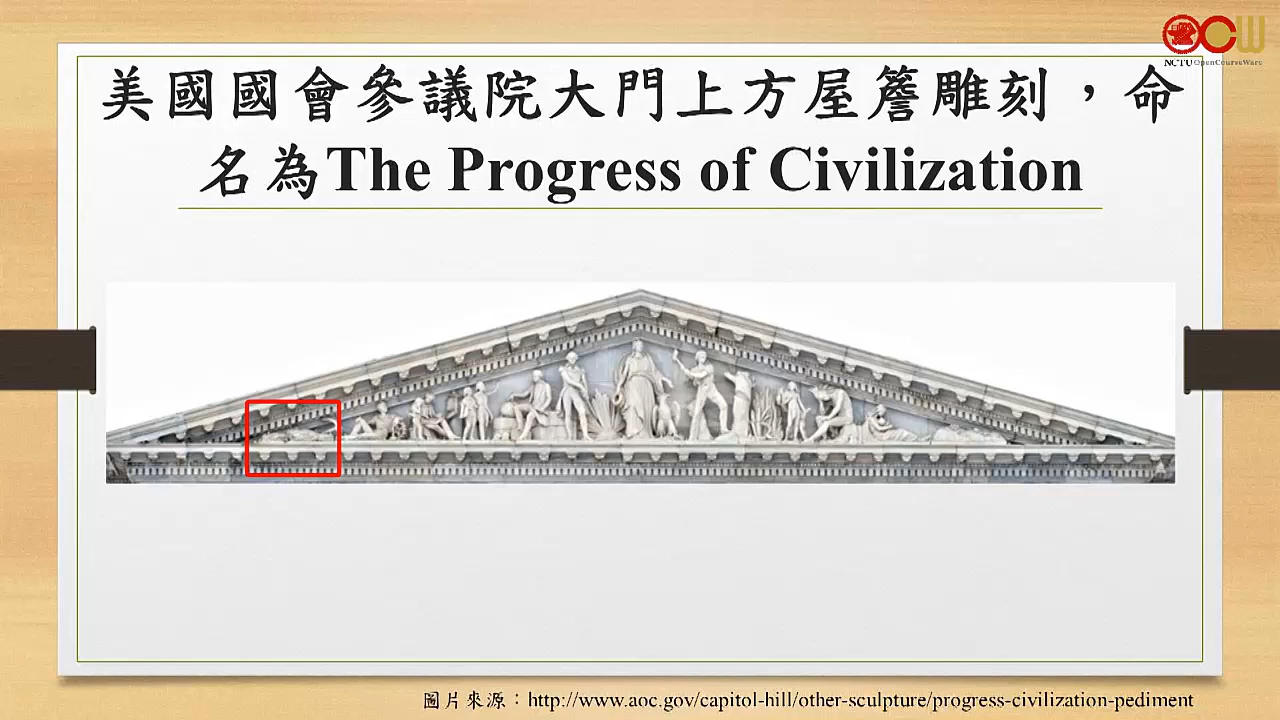 OCW
NCTU OpenCourseWare
美國國會參議院大門上方屋簷雕刻，命
名為The Progress of Civilization
圖片來源：http://www.aoc.gov/capitol-hill/other-sculpture/progress-civilization-pediment